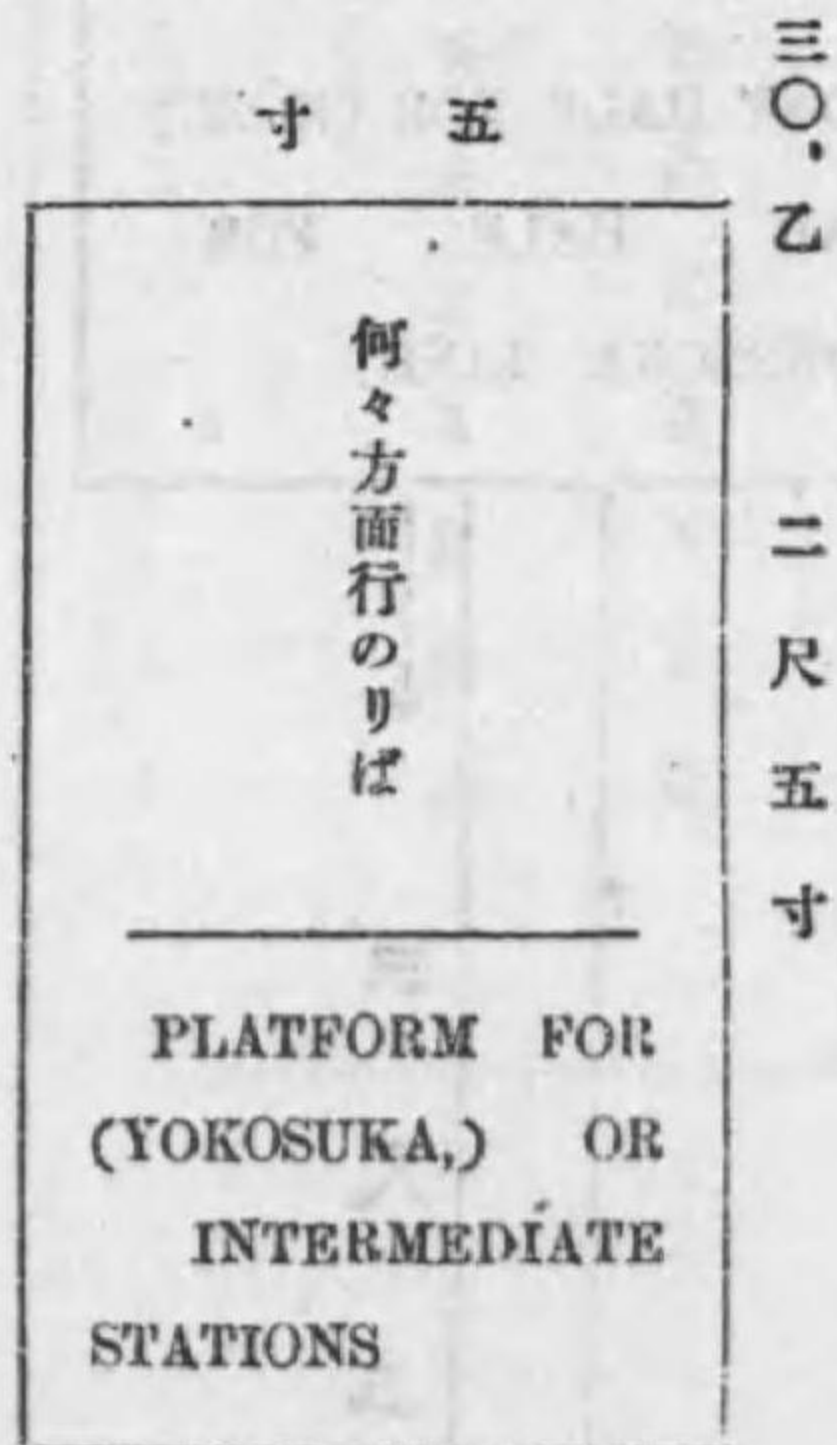 三〇、乙
二尺五寸
五寸
何々方面行のりば
PLATFORM FOR
(YOKOSUKA,) OR
INTERMEDIATE
STATIONS